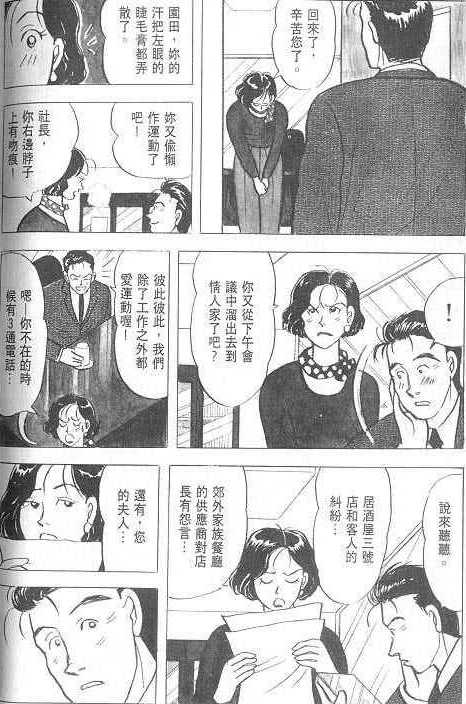 回來了，
辛苦您了。
園田，妳的
汗把左眼的
睫毛膏都弄
散了。
妳又偷懶
作運動了
吧！
社長，
你右邊脖子
上有吻痕！
！
你又從下午會
議中溜出去到
情人家了吧？
彼此彼此，我們
除了工作之外都
愛運動喔！
嗯—你不在的時
候有3通電話…
說來聽聽。
居酒屋三號
店和客人的
糾紛…
郊外家族餐廳
的供應商對店
長有怨言…
還有，您
的夫人…